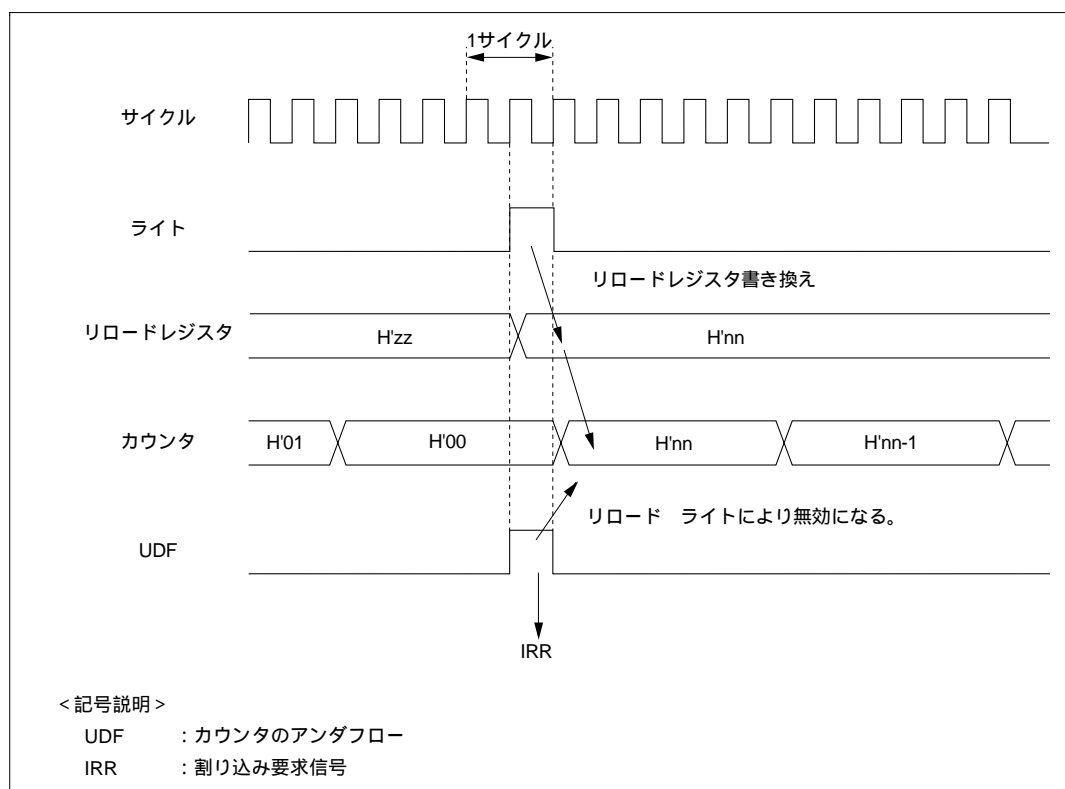 1サイクル
サイクル
ライト
リロードレジスタ書き換え
リロードレジスタ
H'zz
H'nn
カウンタ
H'01
H'00
H'nn
H'nn-1
リロード　ライトにより無効になる。
UDF
IRR
<記号説明>
UDF　：カウンタのアンダフロー
IRR　：割り込み要求信号